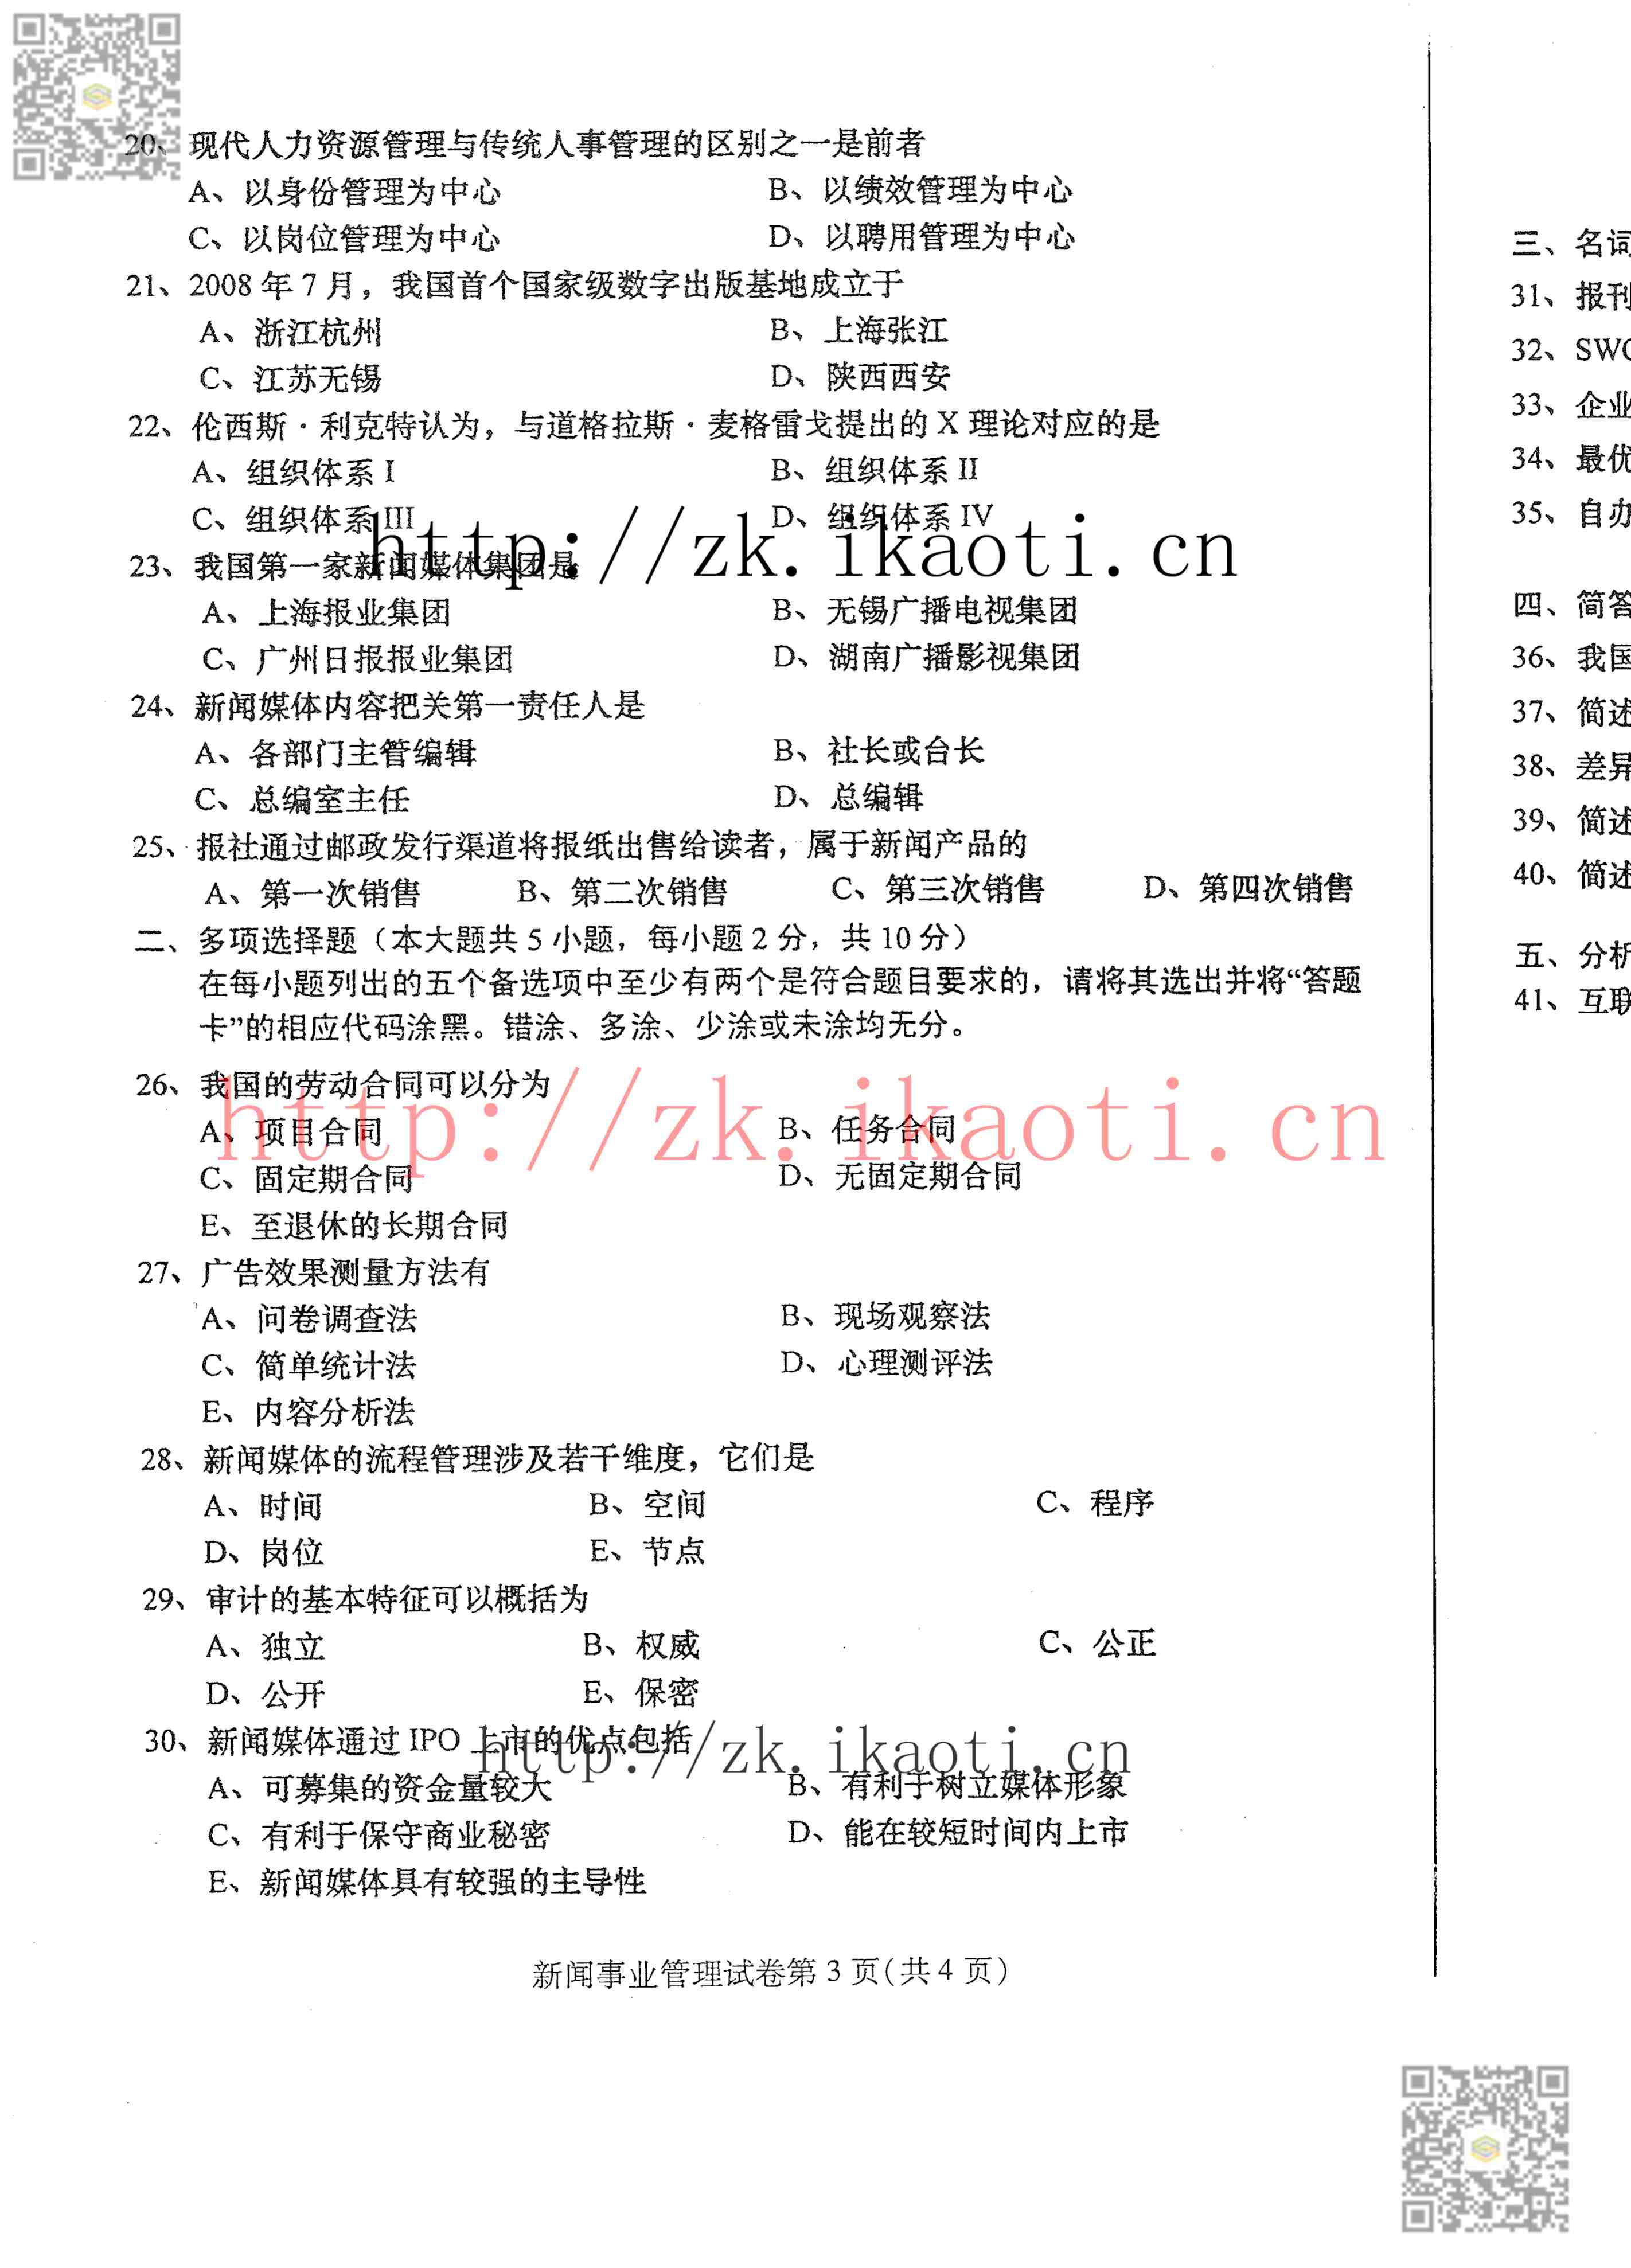 20、现代人力资源管理与传统人事管理的区别之一是前者
A、以身份管理为中心 B、以绩效管理为中心
C、以岗位管理为中心 D、以聘用管理为中心
21、2008 年 7 月，我国首个国家级数字出版基地成立于
A、浙江杭州 B、上海张江
C、江苏无锡 D、陕西西安
22、伦西斯·利克特认为，与道格拉斯·麦格雷戈提出的 X 理论对应的是
A、组织体系 I B、组织体系 II
C、组织体系 III D、组织体系 IV
http://zk.ikaoti.cn
23、我国第一家新闻媒体集团是
A、上海报业集团 B、无锡广播电视集团
C、广州日报报业集团 D、湖南广播影视集团
24、新闻媒体内容把关第一责任人是
A、各部门主管编辑 B、社长或台长
C、总编室主任 D、总编辑
25、报社通过邮政发行渠道将报纸出售给读者，属于新闻产品的
A、第一次销售 B、第二次销售 C、第三次销售 D、第四次销售
二、多项选择题（本大题共 5 小题，每小题 2 分，共 10 分）
在每小题列出的五个备选项中至少有两个是符合题目要求的，请将其选出并将“答题
卡”的相应代码涂黑。错涂、多涂、少涂或未涂均无分。
26、我国的劳动合同可以分为
http://zk.ikaoti.cn
A、项目合同 B、任务合同
C、固定期合同 D、无固定期合同
E、至退休的长期合同
27、广告效果测量方法有
A、问卷调查法 B、现场观察法
C、简单统计法 D、心理测评法
E、内容分析法
28、新闻媒体的流程管理涉及若干维度，它们是
A、时间 B、空间 C、程序
D、岗位 E、节点
29、审计的基本特征可以概括为
A、独立 B、权威 C、公正
D、公开 E、保密
30、新闻媒体通过 IPO 上市的优点包括
http://zk.ikaoti.cn
A、可募集的资金量较大 B、有利于树立媒体形象
C、有利于保守商业秘密 D、能在较短时间内上市
E、新闻媒体具有较强的主导性
新闻事业管理试卷第 3 页(共 4 页)
三、名词
31、报刊
32、SWO
33、企业
34、最优
35、自办
四、简答
36、我国
37、简述
38、差异
39、简述
40、简述
五、分析
41、互联